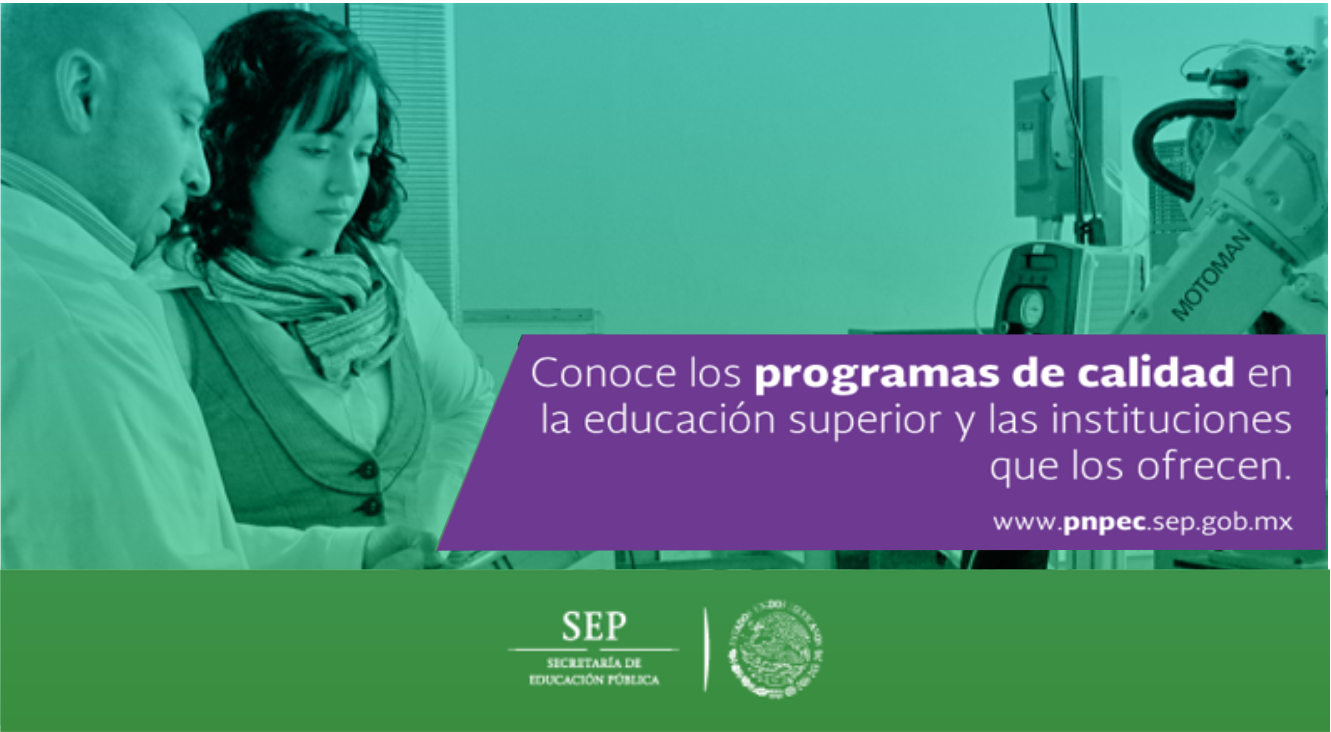 MOTOMAN
Conoce los programas de calidad en
la educación superior y las instituciones
que los ofrecen.
www.pnpec.sep.gob.mx
SEP
SECRETARÍA DE
EDUCACIÓN PÚBLICA